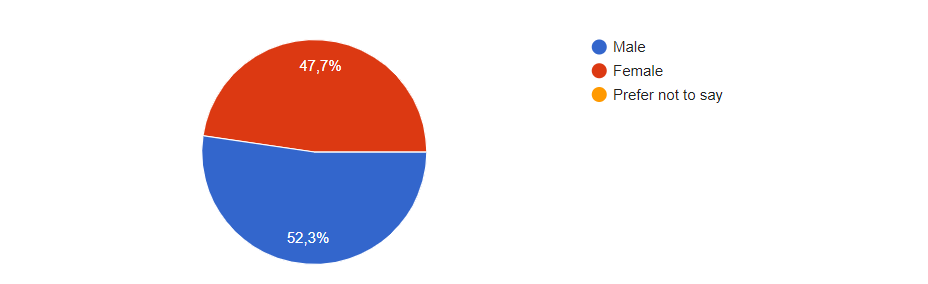 47,7%
52,3%
Male
Female
Prefer not to say